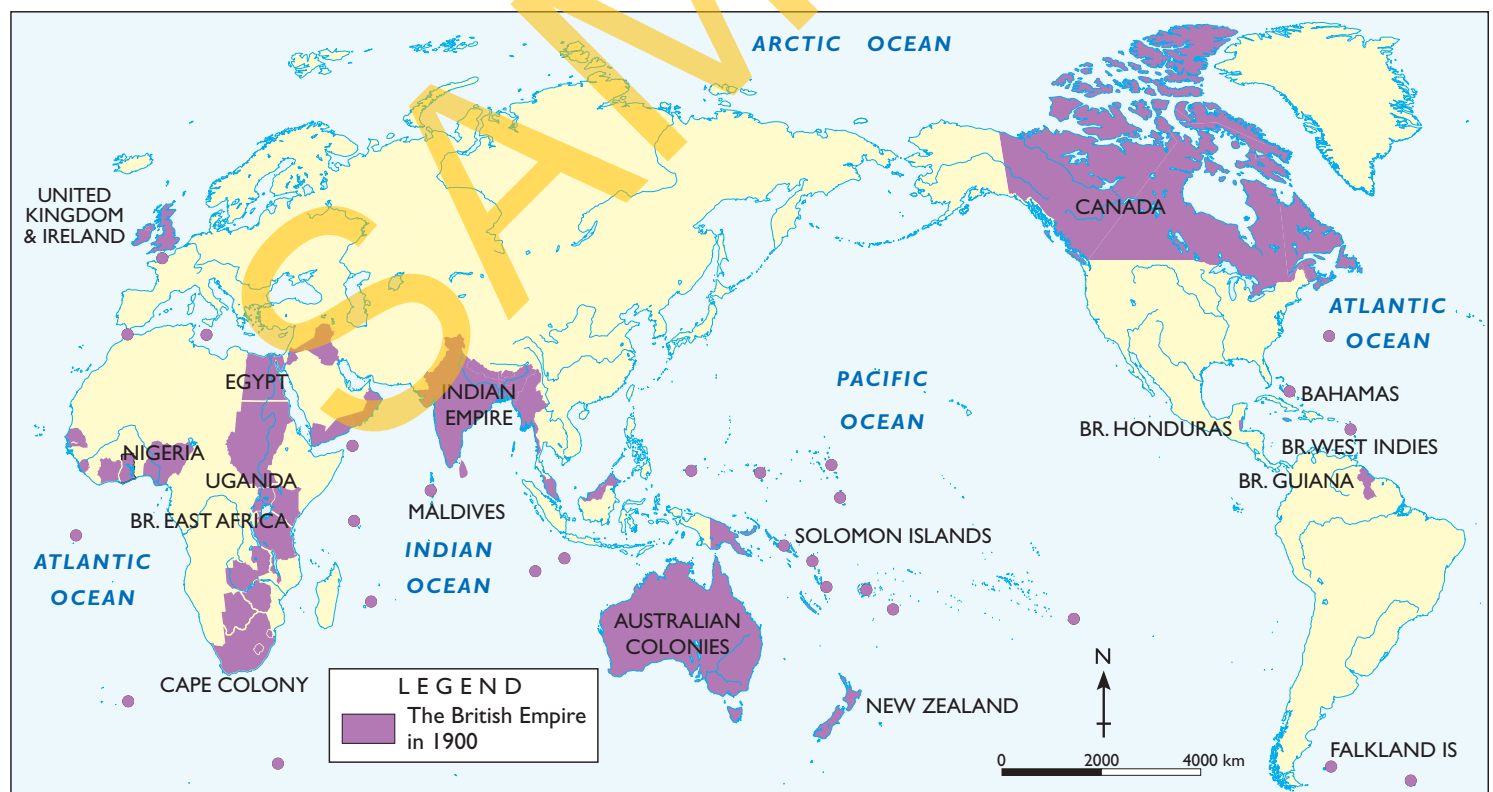 ARCTIC OCEAN
UNITED
KINGDOM
& IRELAND
CANADA
ATLANTIC
OCEAN
EGYPT
INDIAN
EMPIRE
PACIFIC
OCEAN
BAHAMAS
BR. HONDURAS
BR. WEST INDIES
NIGERIA
UGANDA
BR. GUIANA
MALDIVES
BR. EAST AFRICA
SOLOMON ISLANDS
INDIAN
OCEAN
ATLANTIC
OCEAN
AUSTRALIAN
COLONIES
CAPE COLONY
NEW ZEALAND
N
LEGEND
The British Empire
in 1900
0 2000 4000 km
FALKLAND IS
SAM